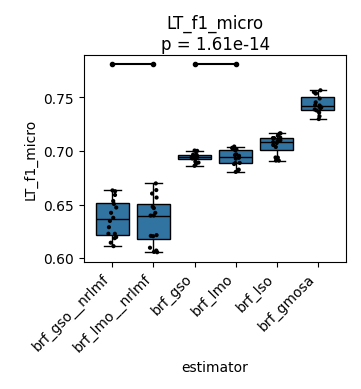 LT_f1_micro
p = 1.61e-14
LT_f1_micro
0.75
0.70
0.65
0.60
brf_gso__nrlmf
brf_lmo__nrlmf
brf_gso
brf_lmo
brf_lso
brf_gmosa
estimator